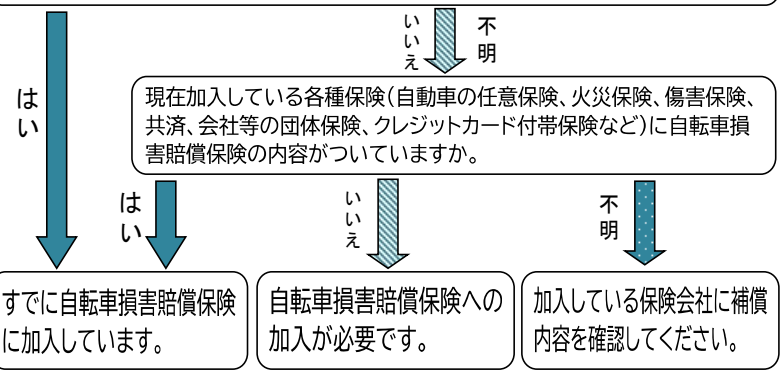 いいえ
不明
はい
現在加入している各種保険(自動車の任意保険、火災保険、傷害保険、
共済、会社等の団体保険、クレジットカード付帯保険など)に自転車損
害賠償保険の内容がついていますか。
はい
いいえ
不明
すでに自転車損害賠償保険
に加入しています。
自転車損害賠償保険への
加入が必要です。
加入している保険会社に補償
内容を確認してください。